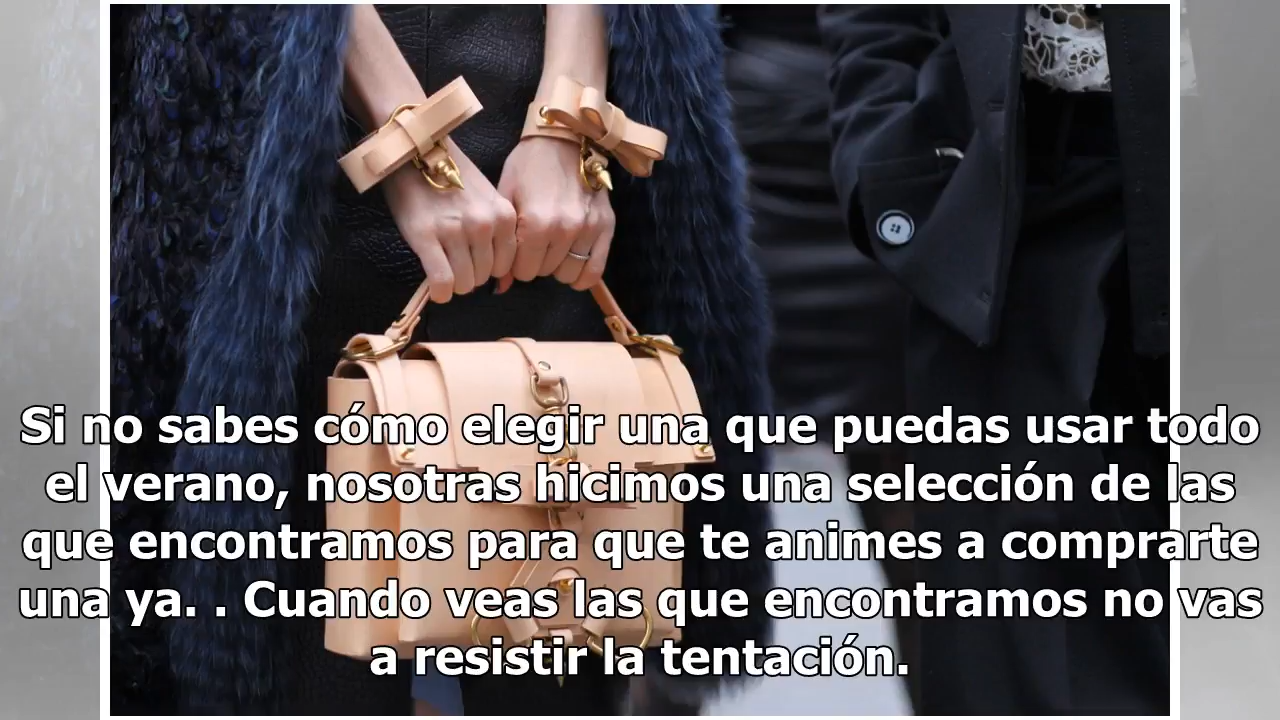 Si no sabes cómo elegir una que puedas usar todo
el verano, nosotras hicimos una selección de las
que encontramos para que te animes a comprarte
una ya. . Cuando veas las que encontramos no vas
a resistir la tentación.